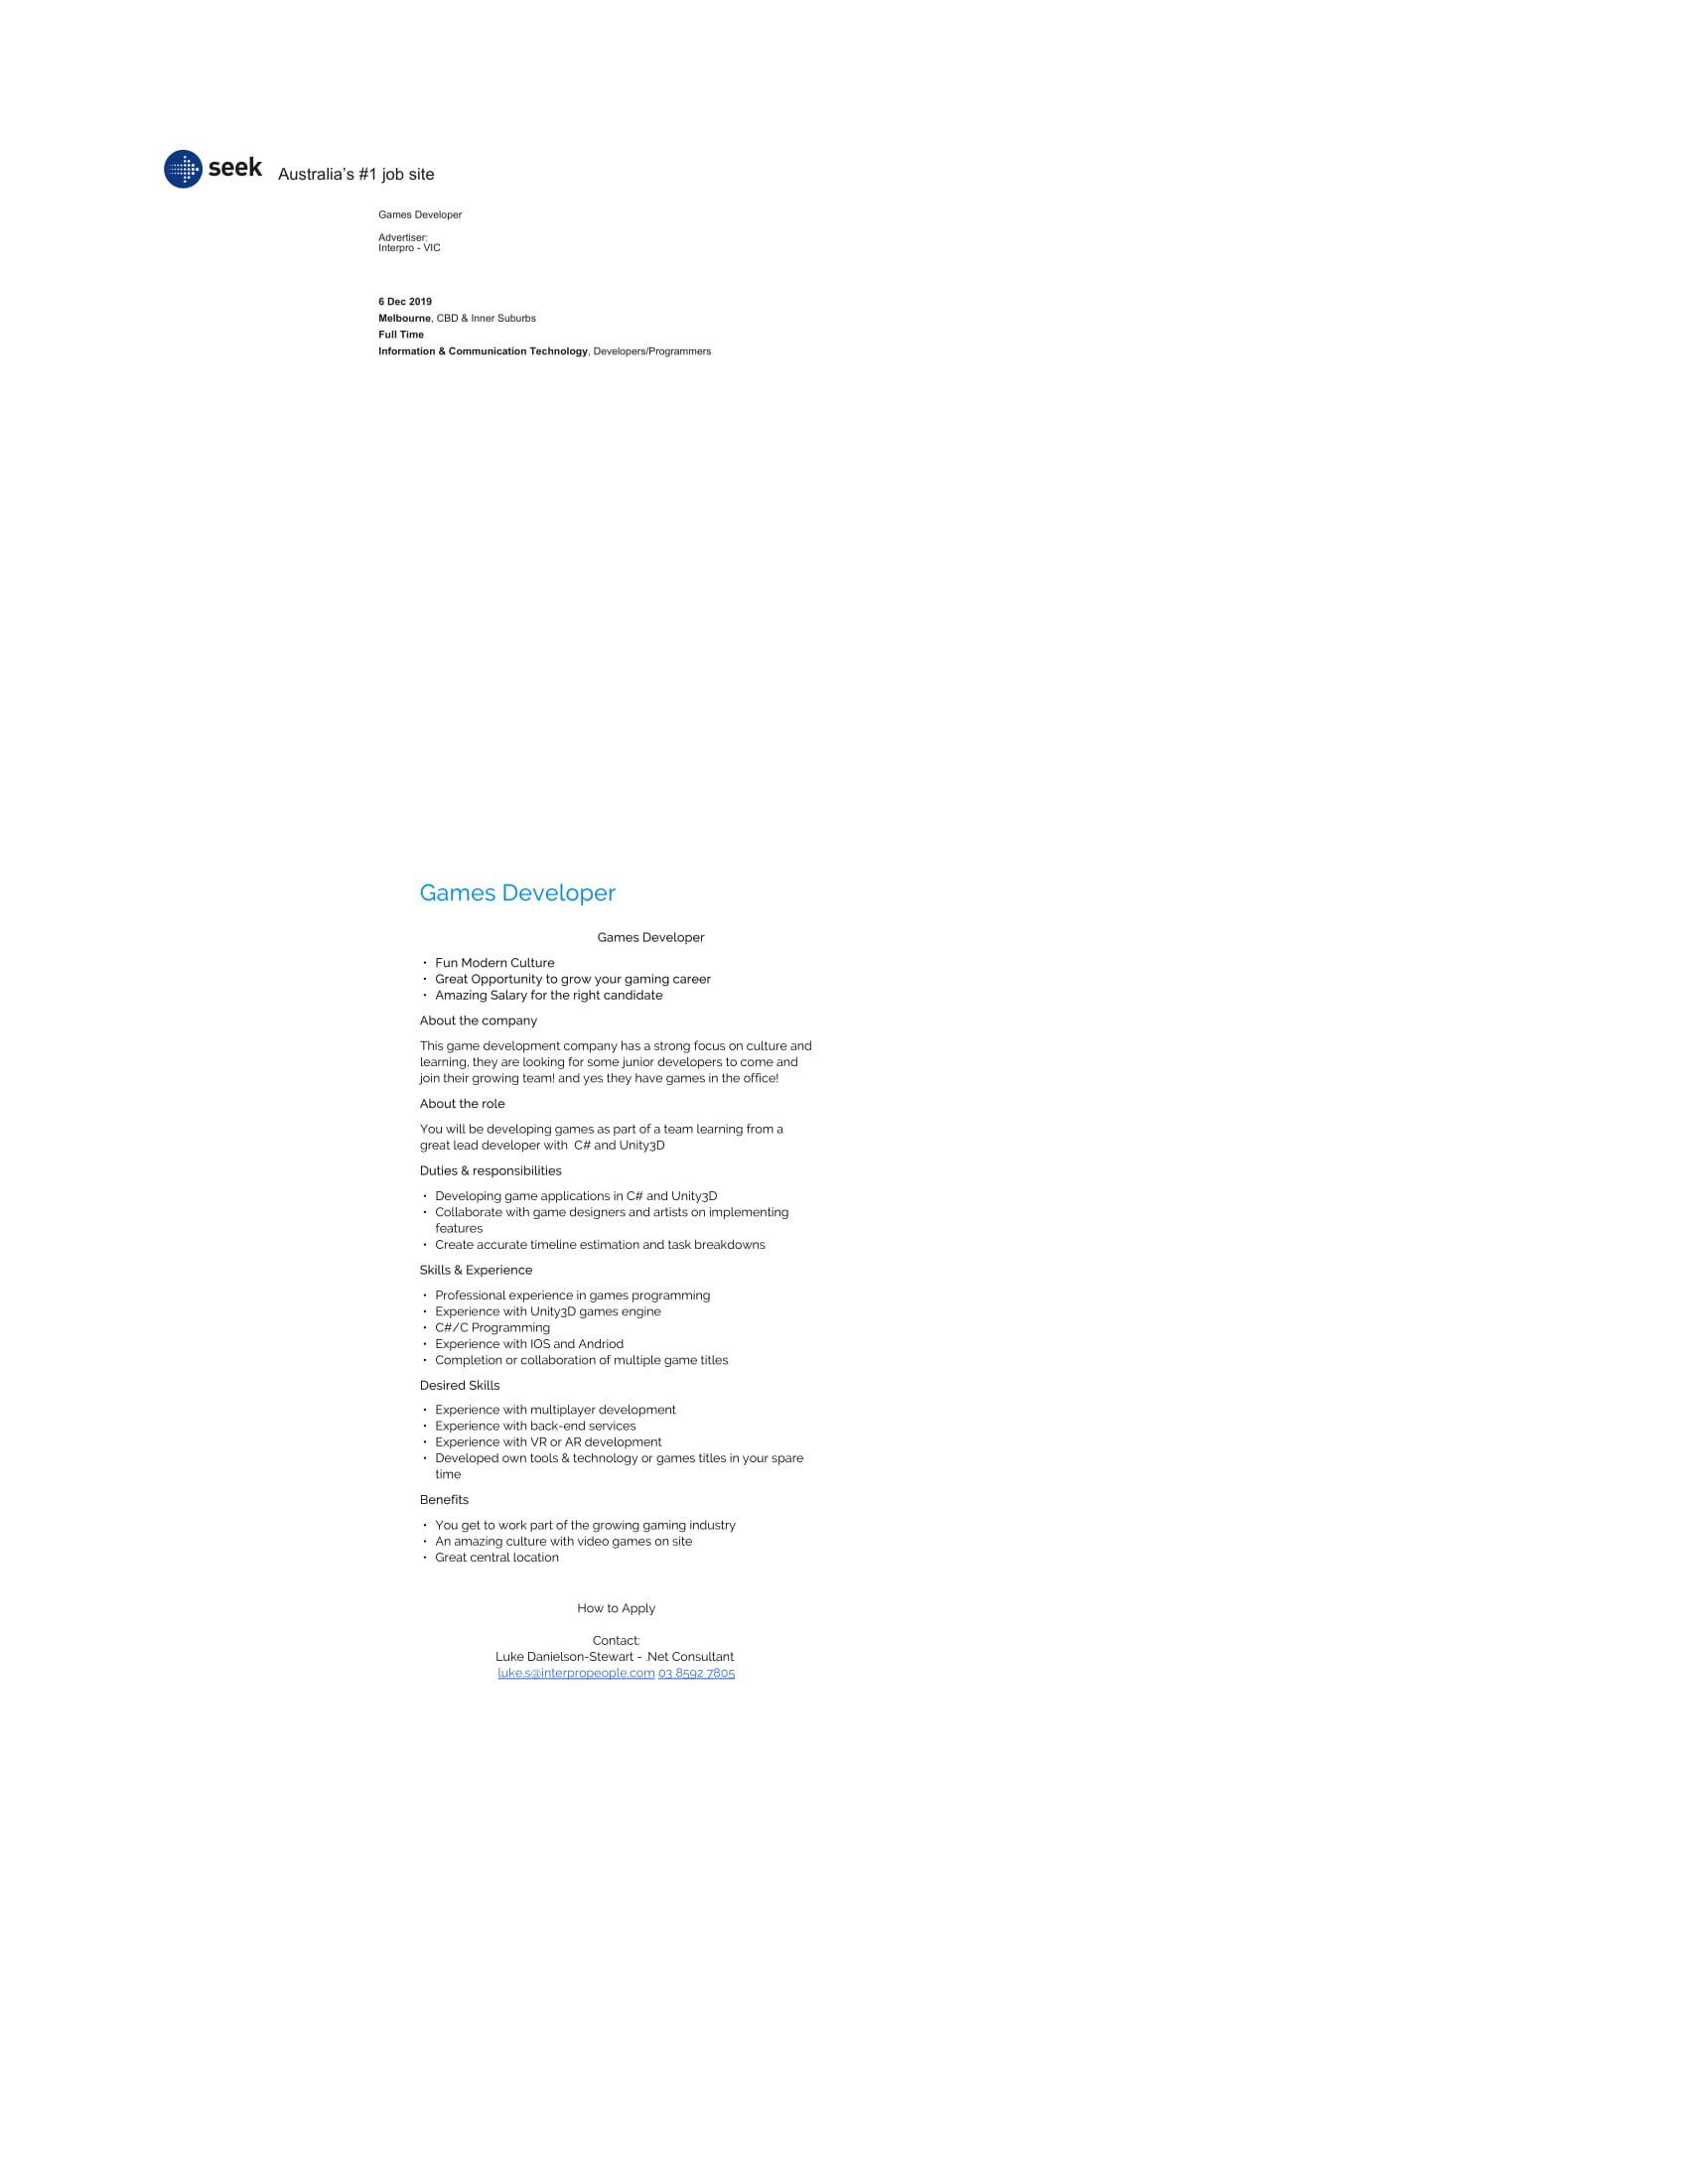 seek Australia's #1 job site
Games Developer
Advertiser:
Interpro - VIC
6 Dec 2019
Melbourne, CBD & Inner Suburbs
Full Time
Information & Communication Technology, Developers/Programmers
Games Developer
Games Developer
• Fun Modern Culture
• Great Opportunity to grow your gaming career
• Amazing Salary for the right candidate
About the company
This game development company has a strong focus on culture and
learning, they are looking for some junior developers to come and
join their growing team! and yes they have games in the office!
About the role
You will be developing games as part of a team learning from a
great lead developer with  C# and Unity3D
Duties & responsibilities
• Developing game applications in C# and Unity3D
• Collaborate with game designers and artists on implementing
features
• Create accurate timeline estimation and task breakdowns
Skills & Experience
• Professional experience in games programming
• Experience with Unity3D games engine
• C#/C Programming
• Experience with IOS and Andriod
• Completion or collaboration of multiple game titles
Desired Skills
• Experience with multiplayer development
• Experience with back-end services
• Experience with VR or AR development
• Developed own tools & technology or games titles in your spare
time
Benefits
• You get to work part of the growing gaming industry
• An amazing culture with video games on site
• Great central location
How to Apply
Contact:
Luke Danielson-Stewart - .Net Consultant
luke.s@interpropeople.com 03 8592 7805